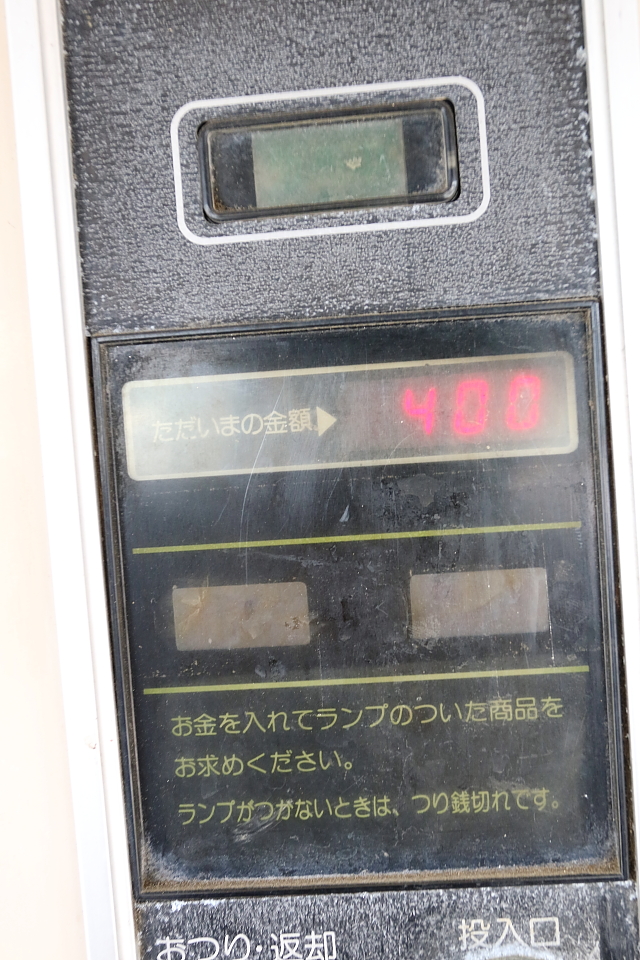 ただいまの金額▶ 400
お金を入れてランプのついた商品を
お求めください。
ランプがつがないときは、つり銭切れです。
おつり・返却 投入口